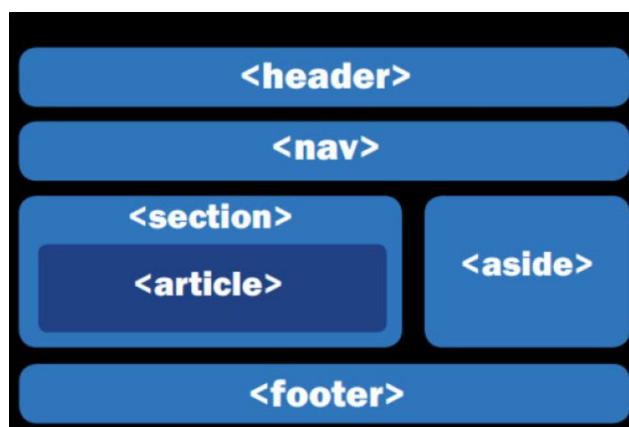 <header>
<nav>
<section>
<article>
<aside>
<footer>